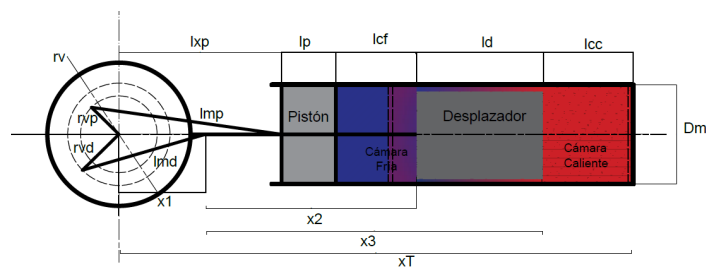 lxp
lp
lcf
ld
lcc
rv
lmp
rvp
rvd
lmd
Pistón
Desplazador
Cámara
Fría
Cámara
Caliente
Dm
x1
x2
x3
xT